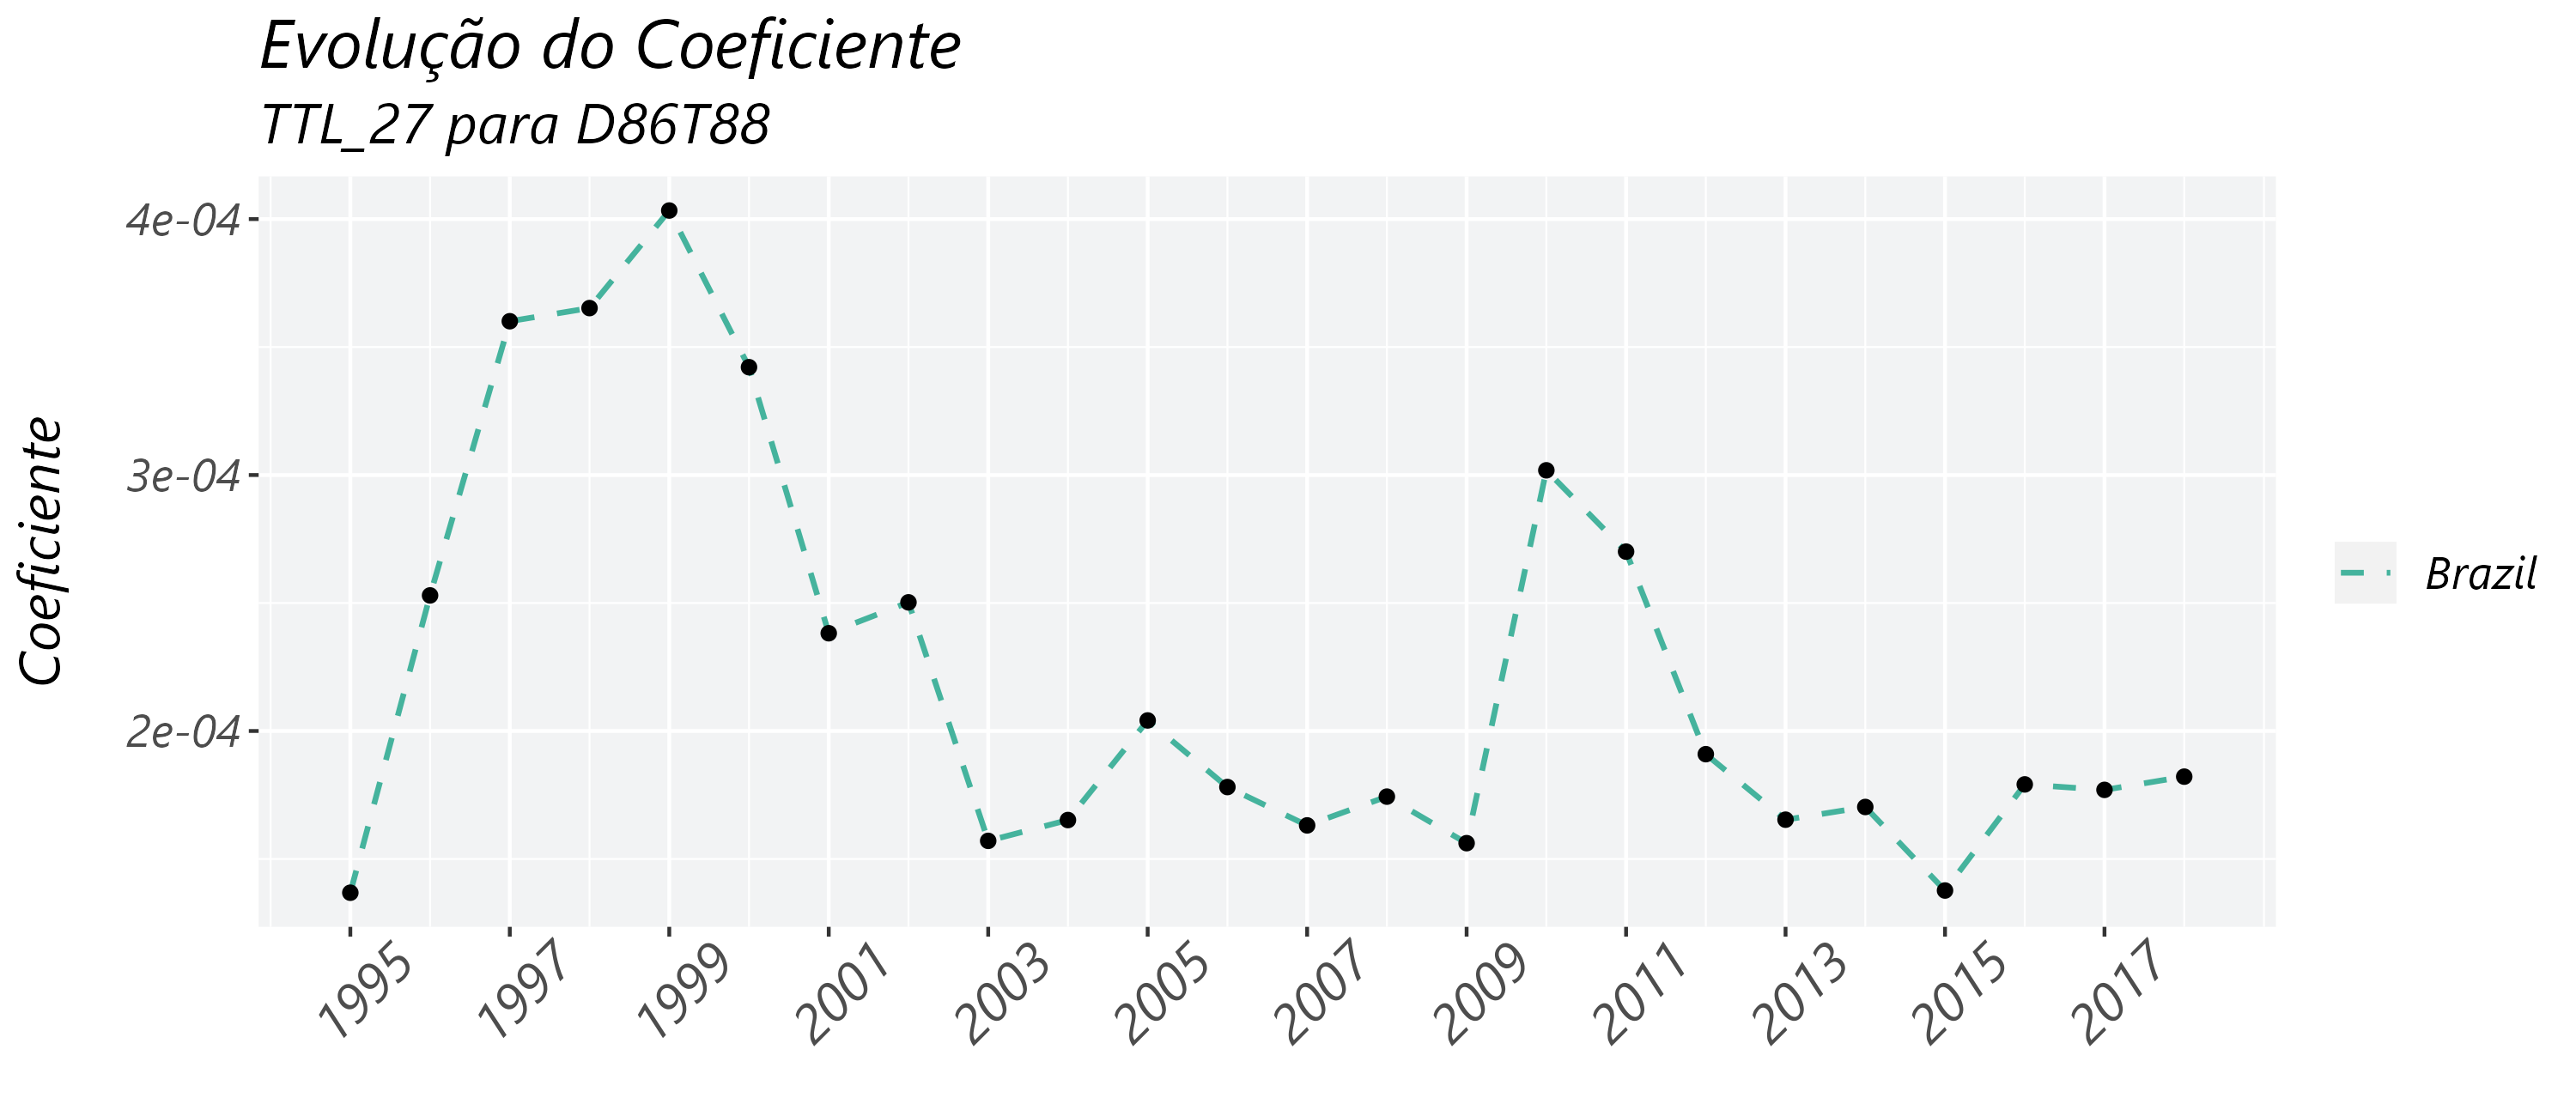 Evolução do Coeficiente
TTL_27 para D86T88
Coeficiente
4e-04
3e-04
2e-04
1995
1997
1999
2001
2003
2005
2007
2009
2011
2013
2015
2017
Brazil